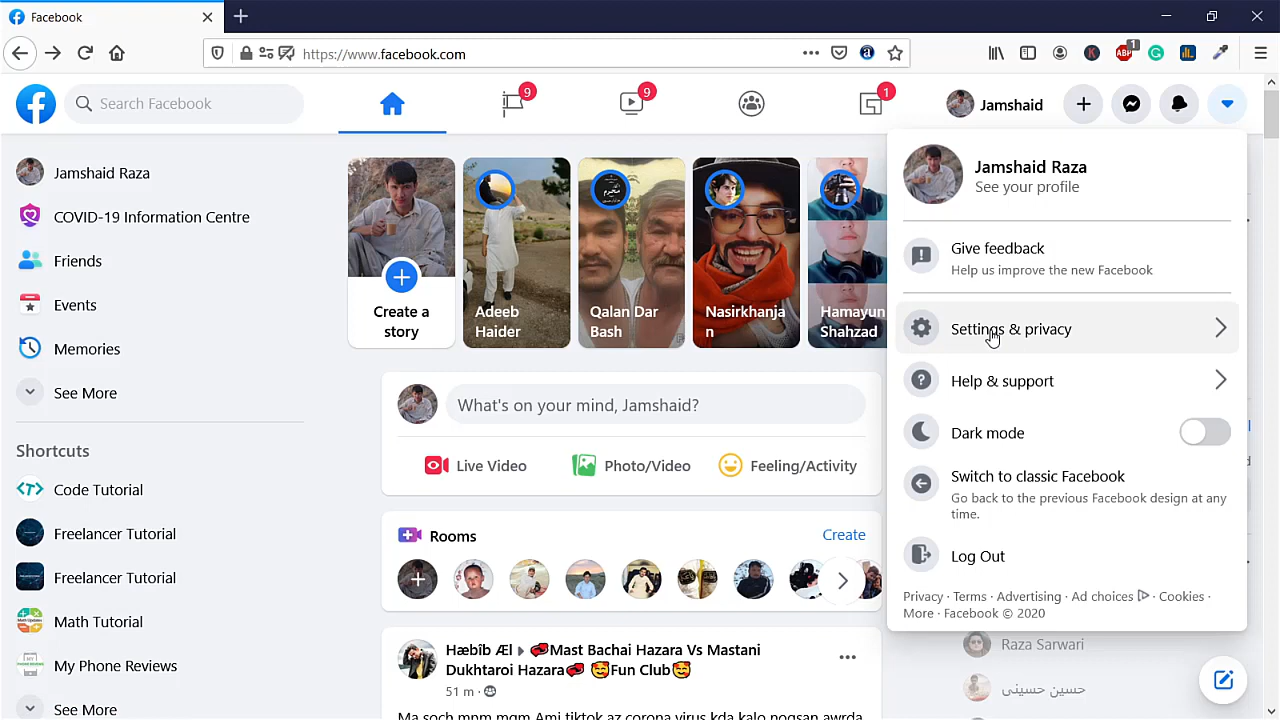 Facebook
https://www.facebook.com
ABP
1
K
a
G
Search Facebook
9
9
1
Jamshaid
Jamshaid Raza
COVID-19 Information Centre
Friends
Events
Memories
See More
Shortcuts
Code Tutorial
Freelancer Tutorial
Freelancer Tutorial
Math Tutorial
My Phone Reviews
See More
Create a
story
Adeeb
Haider
Qalan Dar
Bash
Nasirkhanja
n
Hamayun
Shahzad
What's on your mind, Jamshaid?
Live Video
Photo/Video
Feeling/Activity
Rooms
Create
Hæbîb Æl
Mast Bachai Hazara Vs Mastani
Dukhtaroi Hazara💋 🥰Fun Club🥰
51 m ·
Jamshaid Raza
See your profile
Give feedback
Help us improve the new Facebook
Settings & privacy
Help & support
Dark mode
Switch to classic Facebook
Go back to the previous Facebook design at any
time.
Log Out
Privacy · Terms · Advertising · Ad choices · Cookies ·
More · Facebook © 2020
Raza Sarwari
حسین حسینی